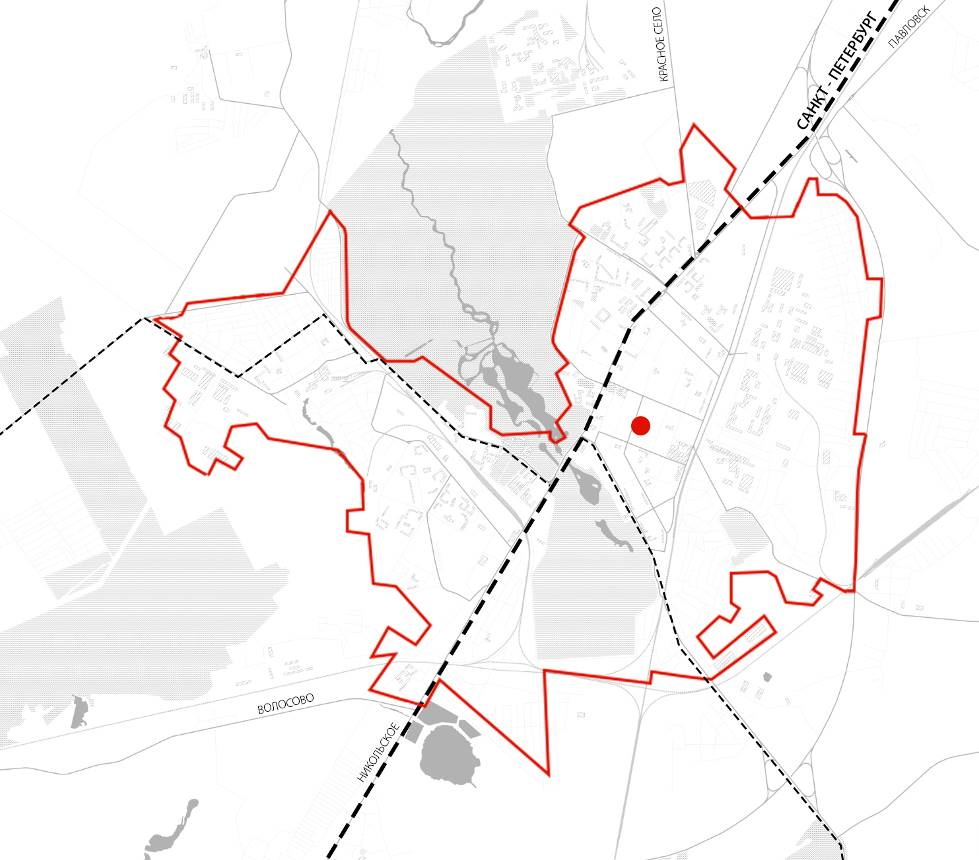 КРАСНОЕ СЕЛО
САНКТ - ПЕТЕРБУРГ
ПАВЛОВСК
ВОЛОСОВО
НИКОЛЬСКОЕ